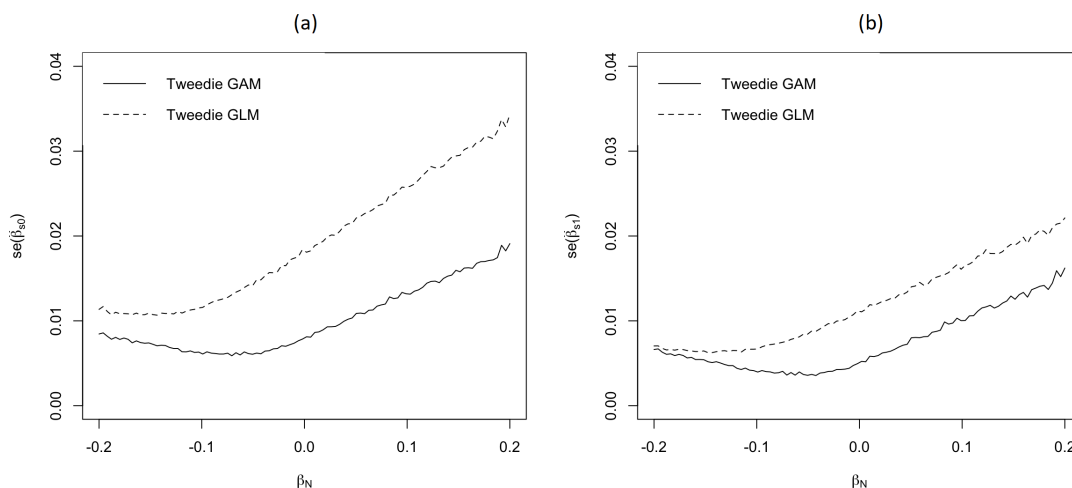 (a)
0.04
0.03
0.02
0.01
0.00
se(β̂s0)
Tweedie GAM
Tweedie GLM
-0.2
-0.1
0.0
0.1
0.2
βN
(b)
0.04
0.03
0.02
0.01
0.00
se(β̂s1)
Tweedie GAM
Tweedie GLM
-0.2
-0.1
0.0
0.1
0.2
βN